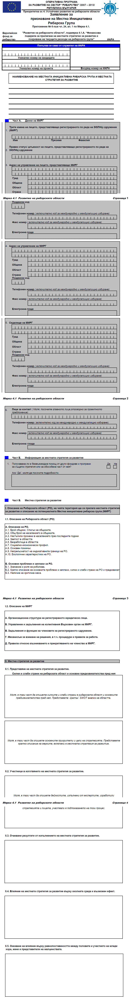 ОПЕРАТИВНА ПРОГРАМА
ЗА РАЗВИТИЕ НА СЕКТОР "РИБАРСТВО" /2007 – 2013/
РЕПУБЛИКА БЪЛГАРИЯ
Приоритетна ос 4: Устойчиво развитие на рибарските области
Заявление за
признаване на Местна Инициативна
Рибарска Група
Приложение № 6 към чл. 24, ал. 1 по Мярка 4.1.
Европейски
фонд за
рибарство
"Развитие на рибарските области", подмярка 4.1.А. "Финансова
подкрепа за прилагане на местните стратегии за развитие и
покриване на текущите разходи на рибарските групи"
ИАРА
Попълва се само от служител на ИАРА
Уникален номер на кандидата
Уникален номер на проекта
Входящ номер на ИАРА
НАИМЕНОВАНИЕ НА МЕСТНАТА ИНИЦИАТИВНА РИБАРСКА ГРУПА И МЕСТНАТА
СТРАТЕГИЯ ЗА РАЗВИТИЕ
Част А. Данни на МИРГ
Трите имена на лицето, представляващо регистрираното по реда на ЗЮЛНЦ сдружение
1. (МИРГ)
Име Презиме Фамилия
Правен статус/ длъжност на лицето, представляващо регистрираното по реда на
2. ЗЮЛНЦ сдружение
3. Адрес на управление на лицето, представляващо МИРГ
Град
Община
Област
Страна
Мярка 4.1 Развитие на рибарските области Страница 1
Пощенски код
Телефонен номер ( включително код за международно и междуселищно избиране)
Факс номер ( включително код за международно и междуселищно избиране)
Електронна поща
4. Адрес на управление на МИРГ
Град
Община
Област
Страна
Пощенски код
Телефонен номер ( включително код за международно и междуселищно избиране)
Факс номер ( включително код за международно и междуселищно избиране)
Електронна поща
5. Седалище на МИРГ
Град
Община
Област
Страна
Пощенски код
Телефонен номер ( включително код за международно и междуселищно избиране)
Факс номер ( включително код за международно и междуселищно избиране)
Електронна поща
Мярка 4.1 Развитие на рибарските области Страница 2
6. Лице за контакт ( Моля, посочете главното лице,отговорно за проектното
предложение)
Телефонен номер ( включително код за международно и междуселищно избиране)
Факс номер ( включително код за международно и междуселищно избиране)
Електронна поща
Част Б. Информация за местната стратегия за развитие
1. Получавана ли е безвъзмездна помощ от други фондове и програми
за същата стратегия или за обособена част от нея?
Да Не
Ако "Да", моля да посочите подробности.
Част В. Местна стратегия за развитие
I. Описание на Рибарската област (РО), на чиято територия ще се прилага местната стратегия
за развитие и описание на потенциалната Местна инициативна рибарска група (МИРГ)
I.1. Описание на Рибарската област (РО)
А. Описание на РО.
А.1. Брой общини. Списък на общините.
А.2. Общ брой на населението в общините.
А.3. Настъпили промени в населението през последните години
А.4. Заетост в областта
А.5. Безработица в областта
А.7. Социално-икономически профил.
А.8. Основен поминък.
А.9. Непрекъснатост на индикативните граници на РО.
А.10. Екологични характеристики на РО.
Б. Основни проблеми и заплахи за РО.
Б.1. Значение и роля на риболова.
Б.2. Кратко описание на основните проблеми и заплахи, силни и слаби страни на РО и предизвикат
Б.3. Наличие на критична маса.
Мярка 4.1 Развитие на рибарските области Страница 3
I.2. Описание на МИРГ
А. Организационна структура на регистрираното юридическо лице.
Б. Управление и задължения на колективния Върховен орган на МИРГ.
В. Задължения и функции на членовете на регистрираното сдружение.
Г. Механизъм за вземане на решения, в т.ч. процедури и правила за работа.
Д. Правила относно възникването и прекратяването на членство в МИРГ.
II. Местна стратегия за развитие
II.1. Представяне на местната стратегия за развитие.
Силни и слаби страни на рибарската област и основни предизвикателства пред нея
Моля, в тази част да опишете силните и слаби страни в рибарската област и основните
предизвикателства пред нея. Представете кратък SWOT анализ на областта.
Моля, в тази част да опишете основните приоритети и цели на стратегията. Представете
кратко описание на мерките, включени в местната стратегия за развитие.
II.2. Участници в изготвянето на местната стратегия за развитие.
Моля, в тази част да опишете дейностите, изпълнени от експертите, изработили
Мярка 4.1 Развитие на рибарските области Страница 4
стратегията и лицата, участвали в подпомагането на този процес.
II.3. Очаквани резултати от изпълнението на местната стратегия за развитие.
II.4. Влияние на местната стратегия за развитие върху околната среда и възможен ефект.
II.5. Оказване на влияние върху равнопоставеността между половете и участието на млади
хора, жени и представители на малцинствата.